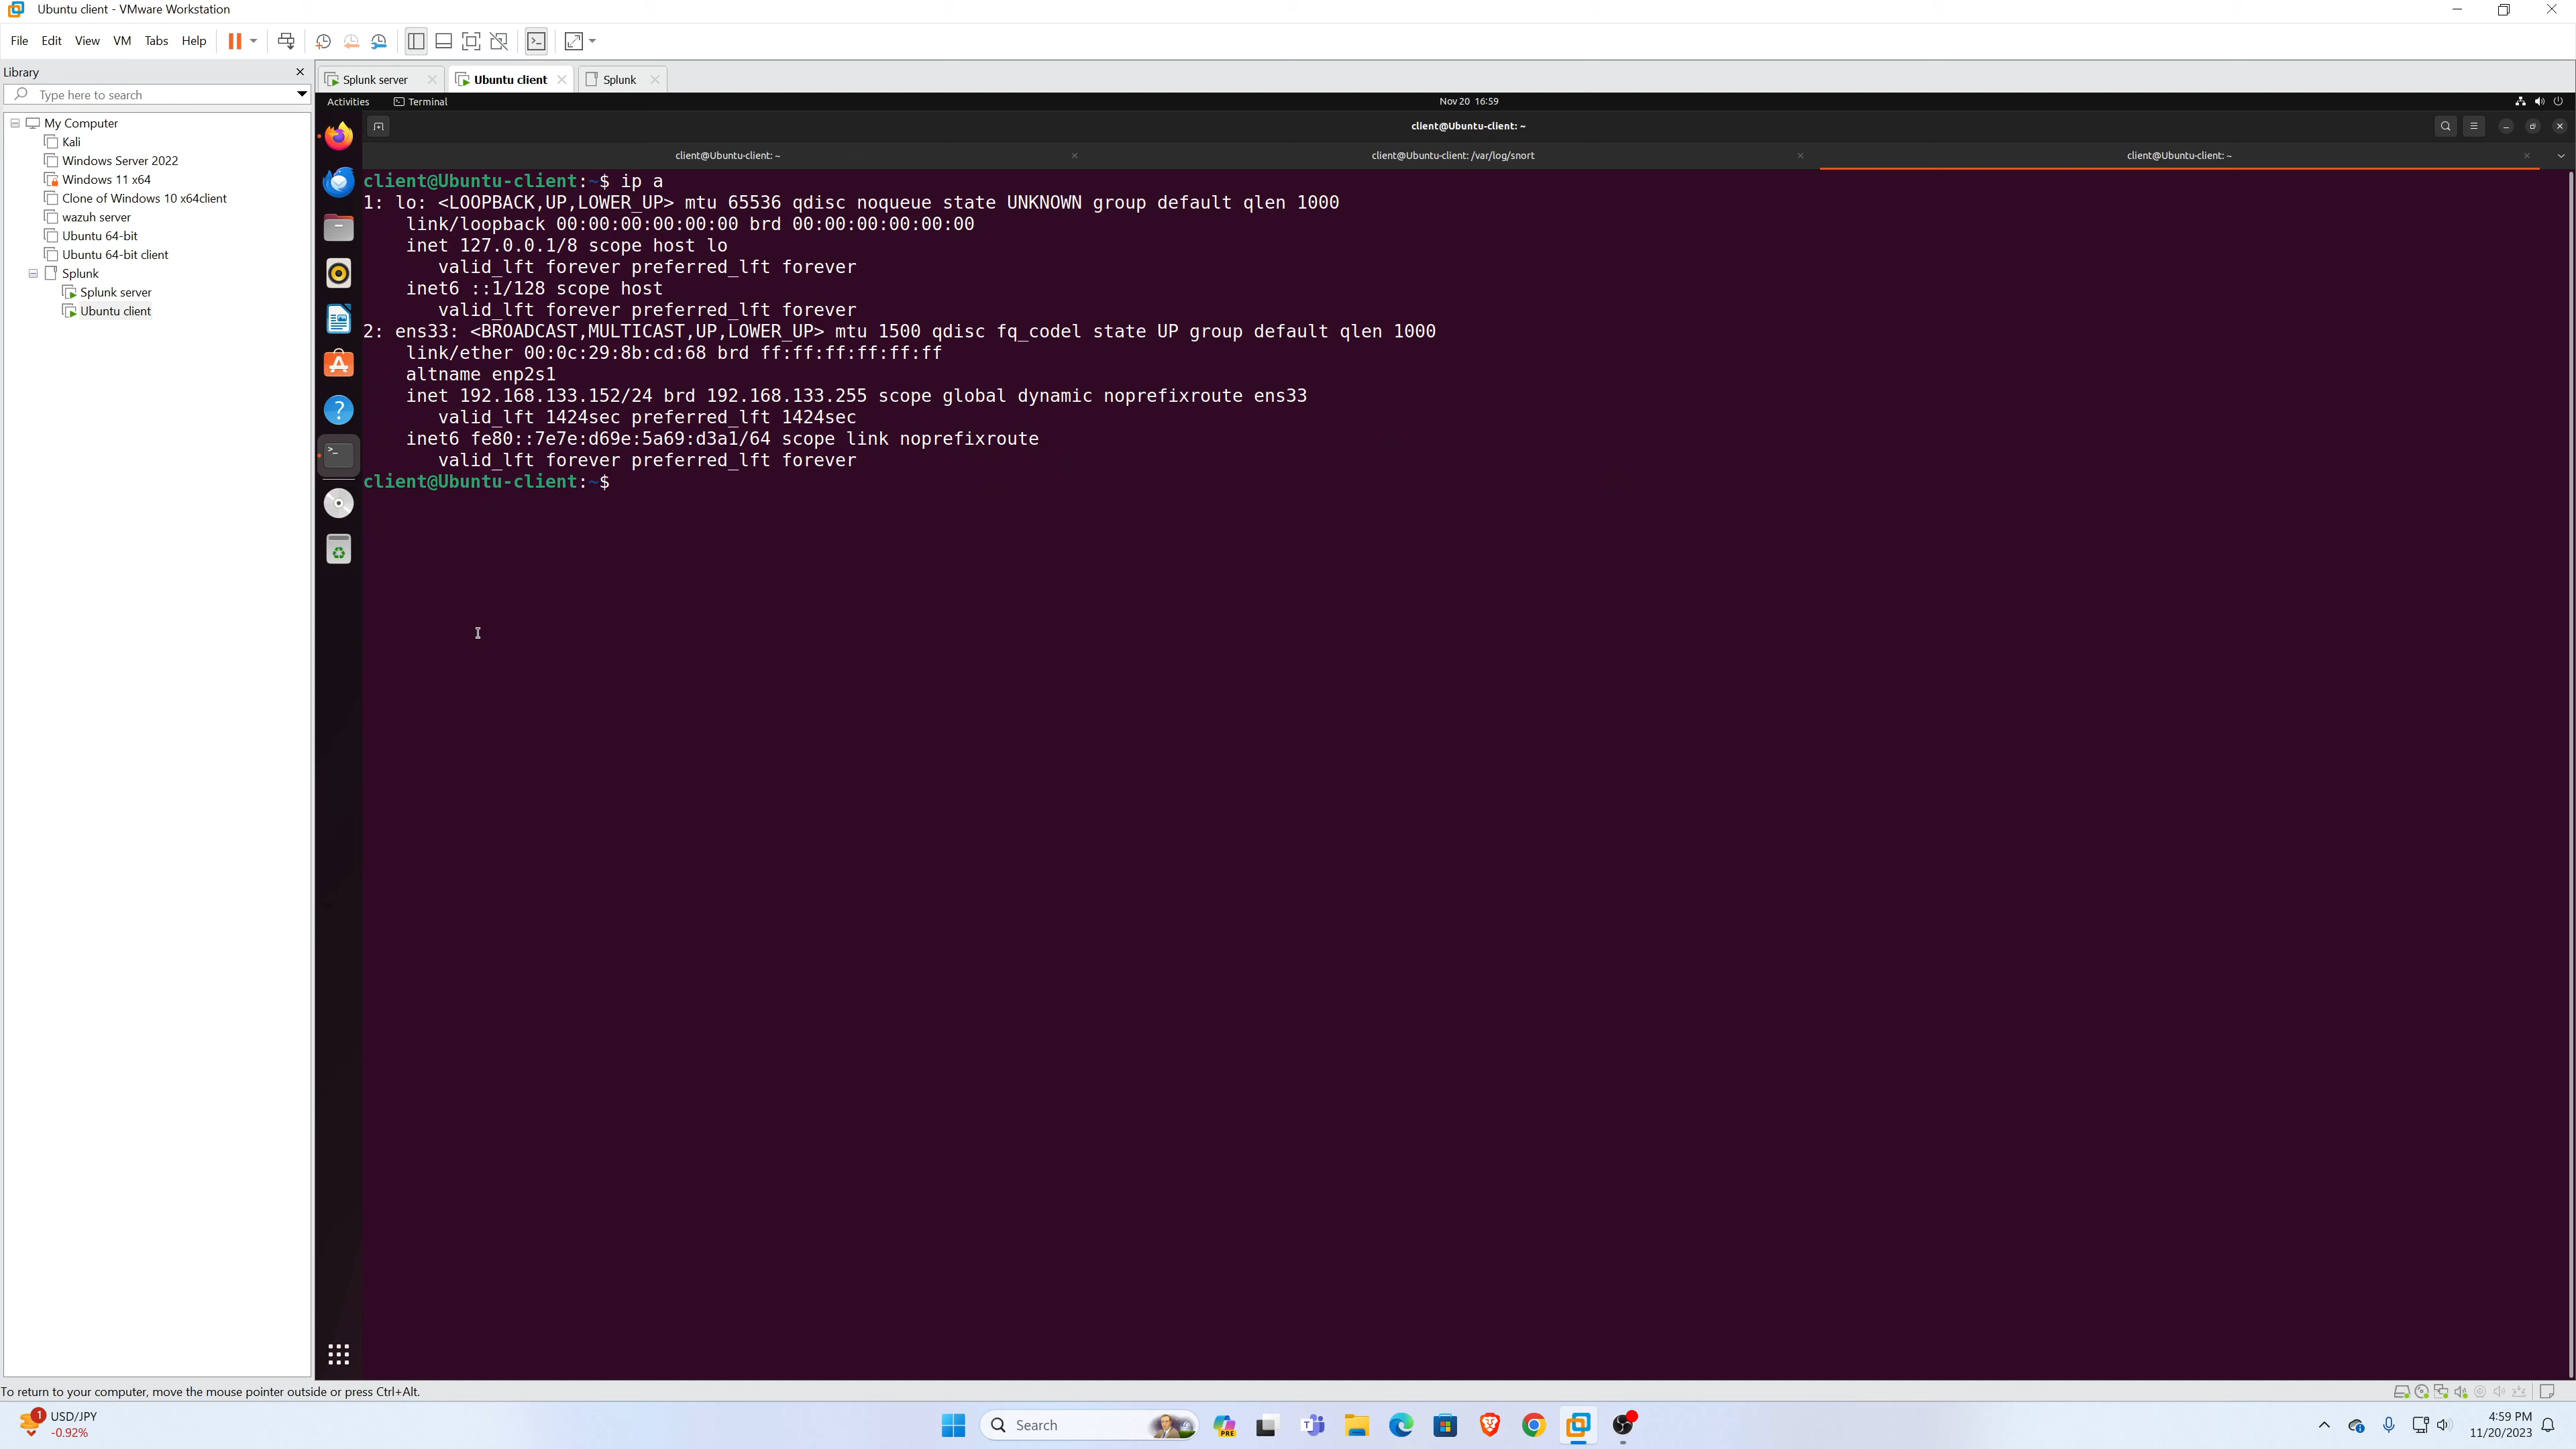 Ubuntu client - VMware Workstation
File Edit View VM Tabs Help
Library
Type here to search
My Computer
Kali
Windows Server 2022
Windows 11 x64
Clone of Windows 10 x64client
wazuh server
Ubuntu 64-bit
Ubuntu 64-bit client
Splunk
Splunk server
Ubuntu client
Splunk server Ubuntu client Splunk
Activities Terminal Nov 20 16:59
client@Ubuntu-client: ~
client@Ubuntu-client: ~ client@Ubuntu-client: /var/log/snort client@Ubuntu-client: ~
client@Ubuntu-client:~$ ip a
1: lo: <LOOPBACK,UP,LOWER_UP> mtu 65536 qdisc noqueue state UNKNOWN group default qlen 1000
link/loopback 00:00:00:00:00:00 brd 00:00:00:00:00:00
inet 127.0.0.1/8 scope host lo
valid_lft forever preferred_lft forever
inet6 ::1/128 scope host
valid_lft forever preferred_lft forever
2: ens33: <BROADCAST,MULTICAST,UP,LOWER_UP> mtu 1500 qdisc fq_codel state UP group default qlen 1000
link/ether 00:0c:29:8b:cd:68 brd ff:ff:ff:ff:ff:ff
altname enp2s1
inet 192.168.133.152/24 brd 192.168.133.255 scope global dynamic noprefixroute ens33
valid_lft 1424sec preferred_lft 1424sec
inet6 fe80::7e7e:d69e:5a69:d3a1/64 scope link noprefixroute
valid_lft forever preferred_lft forever
client@Ubuntu-client:~$
To return to your computer, move the mouse pointer outside or press Ctrl+Alt.
1 USD/JPY
-0.92%
Search
PRE
4:59 PM
11/20/2023